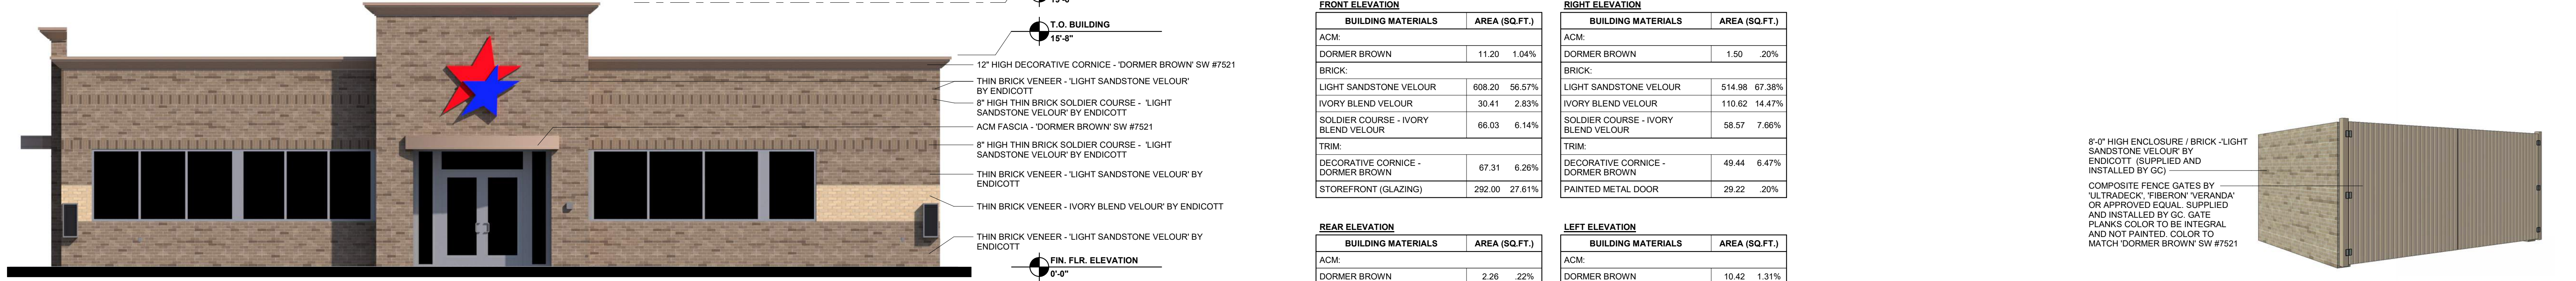 T.O. BUILDING
15'-8"
12" HIGH DECORATIVE CORNICE - 'DORMER BROWN' SW #7521
THIN BRICK VENEER - 'LIGHT SANDSTONE VELOUR'
BY ENDICOTT
8" HIGH THIN BRICK SOLDIER COURSE - 'LIGHT
SANDSTONE VELOUR' BY ENDICOTT
ACM FASCIA - 'DORMER BROWN' SW #7521
8" HIGH THIN BRICK SOLDIER COURSE - 'LIGHT
SANDSTONE VELOUR' BY ENDICOTT
THIN BRICK VENEER - 'LIGHT SANDSTONE VELOUR' BY
ENDICOTT
THIN BRICK VENEER - IVORY BLEND VELOUR' BY ENDICOTT
THIN BRICK VENEER - 'LIGHT SANDSTONE VELOUR' BY
ENDICOTT
FIN. FLR. ELEVATION
0'-0"
FRONT ELEVATION
BUILDING MATERIALS AREA (SQ.FT.)
ACM:
DORMER BROWN 11.20 1.04%
BRICK:
LIGHT SANDSTONE VELOUR 608.20 56.57%
IVORY BLEND VELOUR 30.41 2.83%
SOLDIER COURSE - IVORY
BLEND VELOUR 66.03 6.14%
TRIM:
DECORATIVE CORNICE -
DORMER BROWN 67.31 6.26%
STOREFRONT (GLAZING) 292.00 27.61%
RIGHT ELEVATION
BUILDING MATERIALS AREA (SQ.FT.)
ACM:
DORMER BROWN 1.50 .20%
BRICK:
LIGHT SANDSTONE VELOUR 514.98 67.38%
IVORY BLEND VELOUR 110.62 14.47%
SOLDIER COURSE - IVORY
BLEND VELOUR 58.57 7.66%
TRIM:
DECORATIVE CORNICE -
DORMER BROWN 49.44 6.47%
PAINTED METAL DOOR 29.22 .20%
REAR ELEVATION
BUILDING MATERIALS AREA (SQ.FT.)
ACM:
DORMER BROWN 2.26 .22%
LEFT ELEVATION
BUILDING MATERIALS AREA (SQ.FT.)
ACM:
DORMER BROWN 10.42 1.31%
8'-0" HIGH ENCLOSURE / BRICK -'LIGHT
SANDSTONE VELOUR' BY
ENDICOTT (SUPPLIED AND
INSTALLED BY GC)
COMPOSITE FENCE GATES BY
'ULTRADECK', 'FIBERON' 'VERANDA'
OR APPROVED EQUAL. SUPPLIED
AND INSTALLED BY GC. GATE
PLANKS COLOR TO BE INTEGRAL
AND NOT PAINTED. COLOR TO
MATCH 'DORMER BROWN' SW #7521